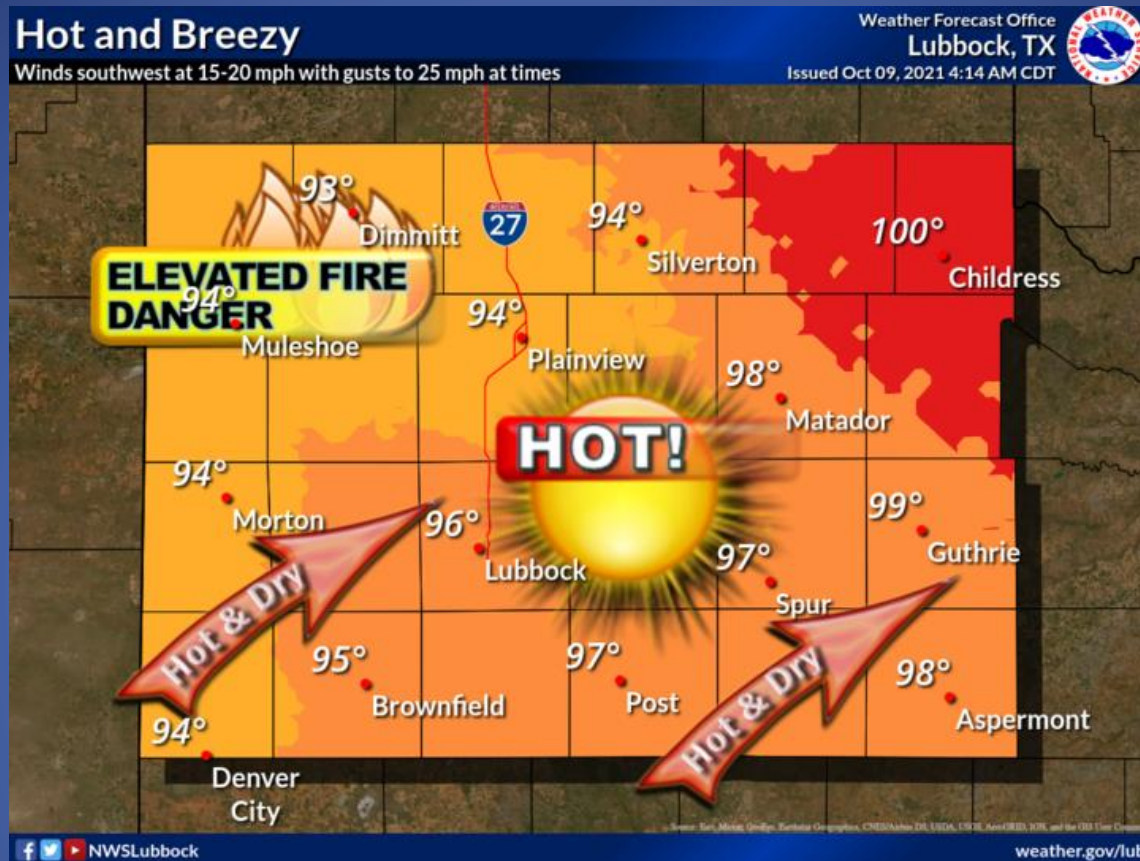 Hot and Breezy
Winds southwest at 15-20 mph with gusts to 25 mph at times
Weather Forecast Office
Lubbock, TX
Issued Oct 09, 2021 4:14 AM CDT
93°
Dimmitt
27
94°
Silverton
100°
Childress
ELEVATED FIRE
DANGER
94°
Muleshoe
94°
Plainview
98°
Matador
HOT!
94°
Morton
96°
Lubbock
99°
Guthrie
97°
Spur
Hot & Dry
95°
Brownfield
97°
Post
Hot & Dry
98°
Aspermont
94°
Denver
City
NWSLubbock
weather.gov/lub